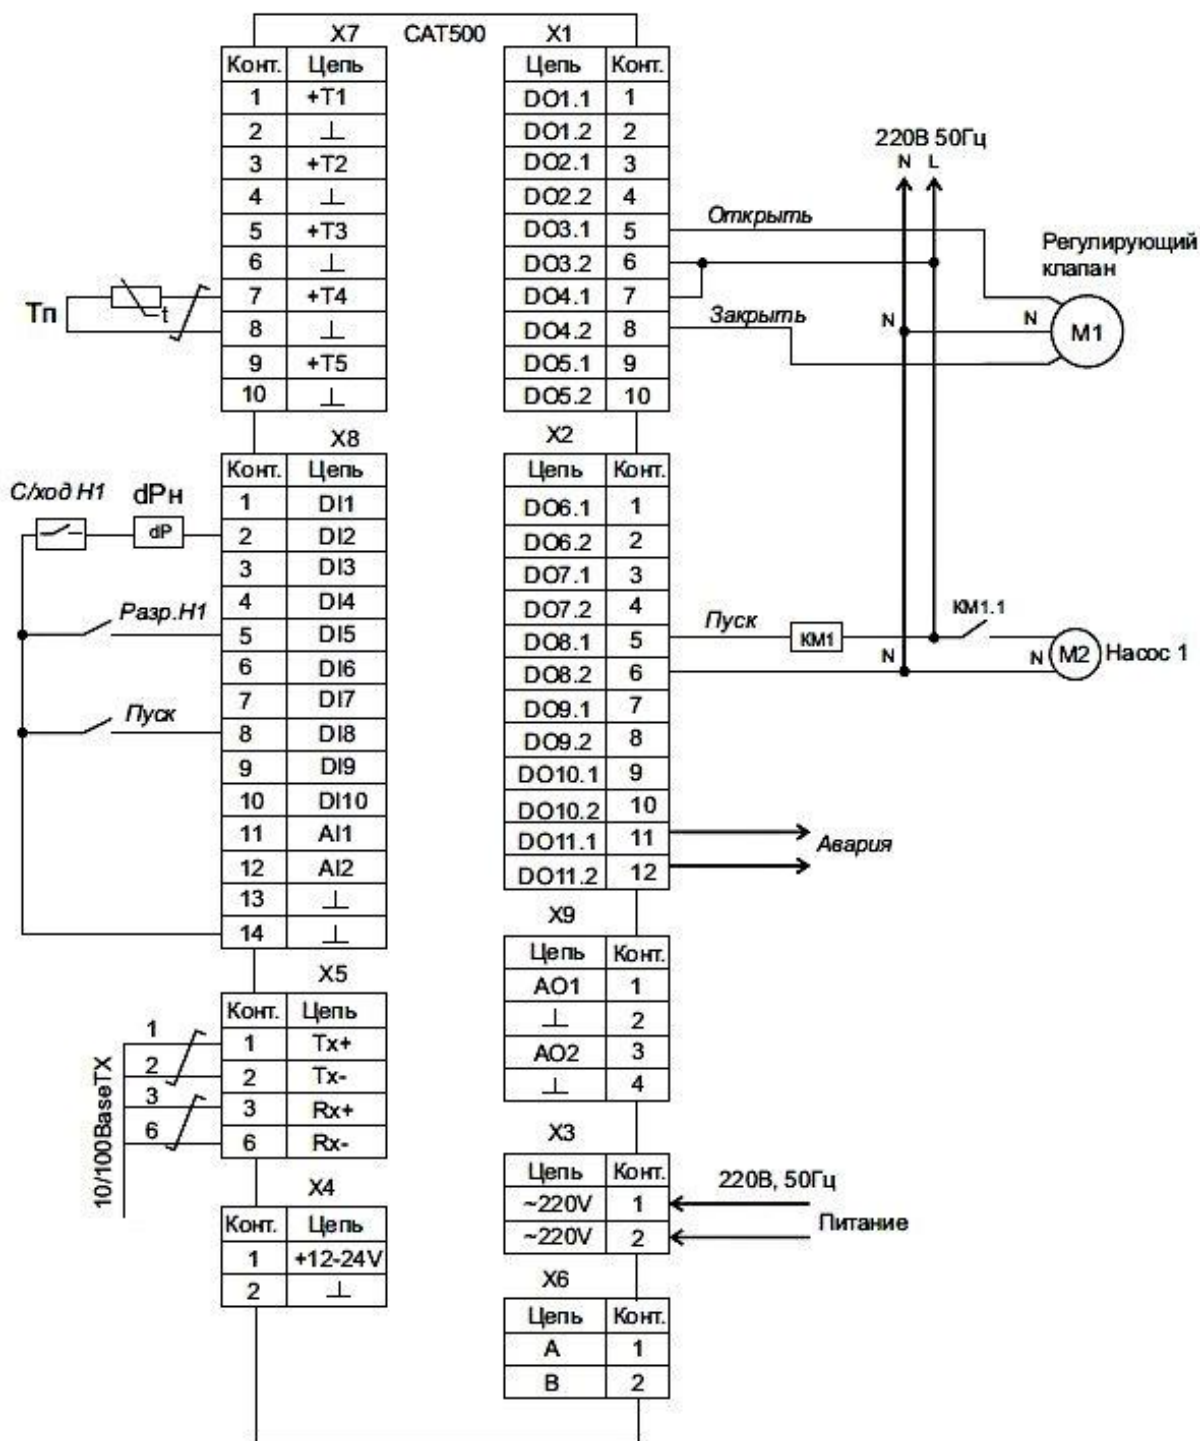 X7 CAT500 X1
Конт. Цепь
1 +T1
2 ⊥
3 +T2
4 ⊥
5 +T3
6 ⊥
7 +T4
8 ⊥
9 +T5
10 ⊥
Тп
t
X8
Конт. Цепь
1 DI1
2 DI2
3 DI3
4 DI4
5 DI5
6 DI6
7 DI7
8 DI8
9 DI9
10 DI10
11 AI1
12 AI2
13 ⊥
14 ⊥
С/ход Н1
dPн
dP
Разр.Н1
Пуск
X5
Конт. Цепь
1 Tx+
2 Tx-
3 Rx+
6 Rx-
1
2
3
6
10/100BaseTX
X4
Конт. Цепь
1 +12-24V
2 ⊥
Цепь Конт.
DO1.1 1
DO1.2 2
DO2.1 3
DO2.2 4
DO3.1 5
DO3.2 6
DO4.1 7
DO4.2 8
DO5.1 9
DO5.2 10
220В 50Гц
N L
Открыть
Закрыть
Регулирующий
клапан
N N M1
X2
Цепь Конт.
DO6.1 1
DO6.2 2
DO7.1 3
DO7.2 4
DO8.1 5
DO8.2 6
DO9.1 7
DO9.2 8
DO10.1 9
DO10.2 10
DO11.1 11
DO11.2 12
Пуск
KM1
KM1.1
N N M2 Насос 1
Авария
X9
Цепь Конт.
AO1 1
⊥ 2
AO2 3
⊥ 4
X3
Цепь Конт.
~220V 1
~220V 2
220В, 50Гц
Питание
X6
Цепь Конт.
A 1
B 2